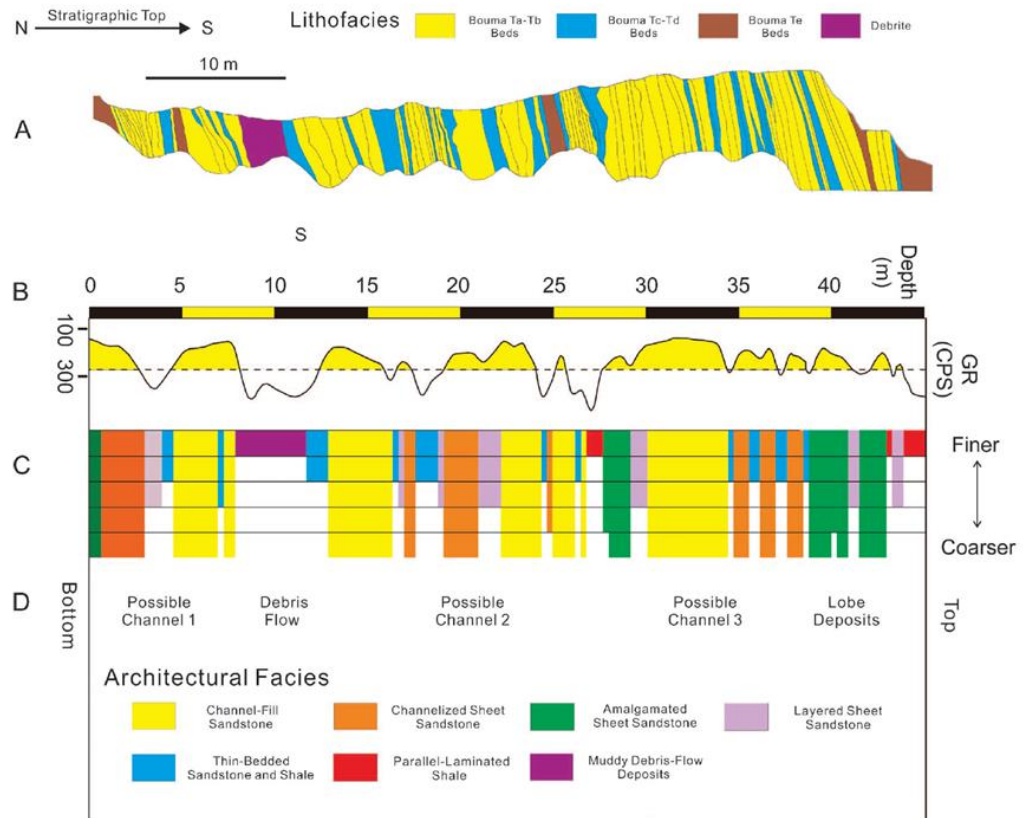 N Stratigraphic Top S
Lithofacies
Bouma Ta-Tb
Beds
Bouma Tc-Td
Beds
Bouma Te
Beds
Debrite
10 m
A
S
B
0 5 10 15 20 25 30 35 40
Depth
(m)
100
300
GR
(CPS)
C
Finer
Coarser
D
Bottom
Possible
Channel 1
Debris
Flow
Possible
Channel 2
Possible
Channel 3
Lobe
Deposits
Top
Architectural Facies
Channel-Fill
Sandstone
Channelized Sheet
Sandstone
Amalgamated
Sheet Sandstone
Layered Sheet
Sandstone
Thin-Bedded
Sandstone and Shale
Parallel-Laminated
Shale
Muddy Debris-Flow
Deposits